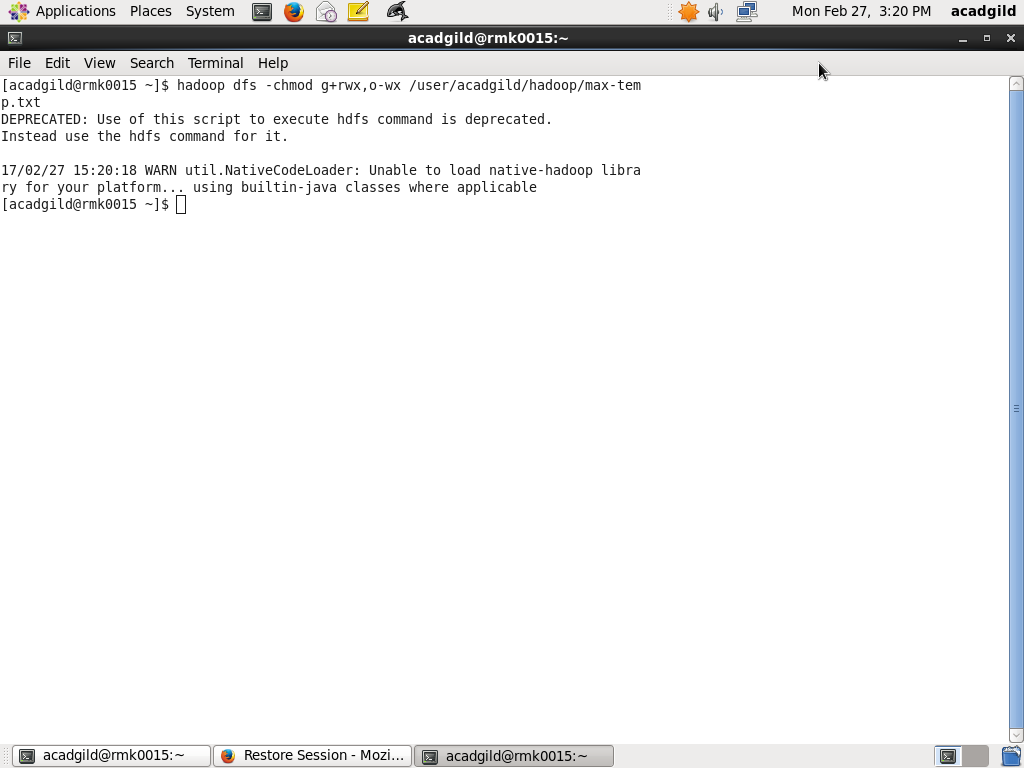 Applications Places System Mon Feb 27, 3:20 PM acadgild
acadgild@rmk0015:~
File Edit View Search Terminal Help
[acadgild@rmk0015 ~]$ hadoop dfs -chmod g+rwx,o-wx /user/acadgild/hadoop/max-tem
p.txt
DEPRECATED: Use of this script to execute hdfs command is deprecated.
Instead use the hdfs command for it.
17/02/27 15:20:18 WARN util.NativeCodeLoader: Unable to load native-hadoop libra
ry for your platform... using builtin-java classes where applicable
[acadgild@rmk0015 ~]$
acadgild@rmk0015:~ Restore Session - Mozi... acadgild@rmk0015:~